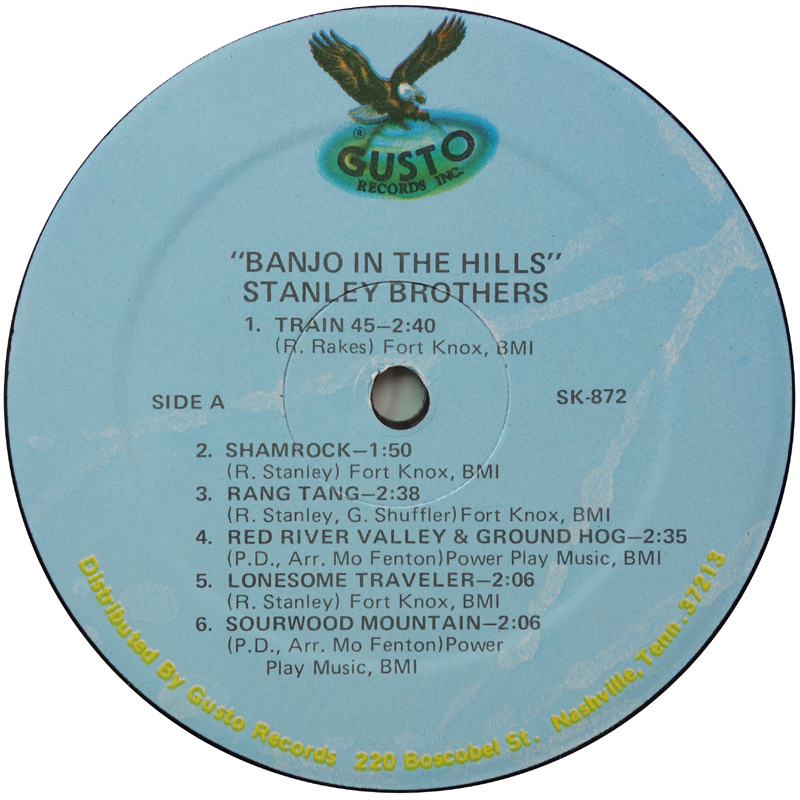 ®
GUSTO
RECORDS INC.
"BANJO IN THE HILLS"
STANLEY BROTHERS
1. TRAIN 45—2:40
(R. Rakes) Fort Knox, BMI
SIDE A
SK-872
2. SHAMROCK—1:50
(R. Stanley) Fort Knox, BMI
3. RANG TANG—2:38
(R. Stanley, G. Shuffler)Fort Knox, BMI
4. RED RIVER VALLEY & GROUND HOG—2:35
(P.D., Arr. Mo Fenton)Power Play Music, BMI
5. LONESOME TRAVELER—2:06
(R. Stanley) Fort Knox, BMI
6. SOURWOOD MOUNTAIN—2:06
(P.D., Arr. Mo Fenton)Power
Play Music, BMI
Distributed By Gusto Records 220 Boscobel St. Nashville, Tenn. 37213